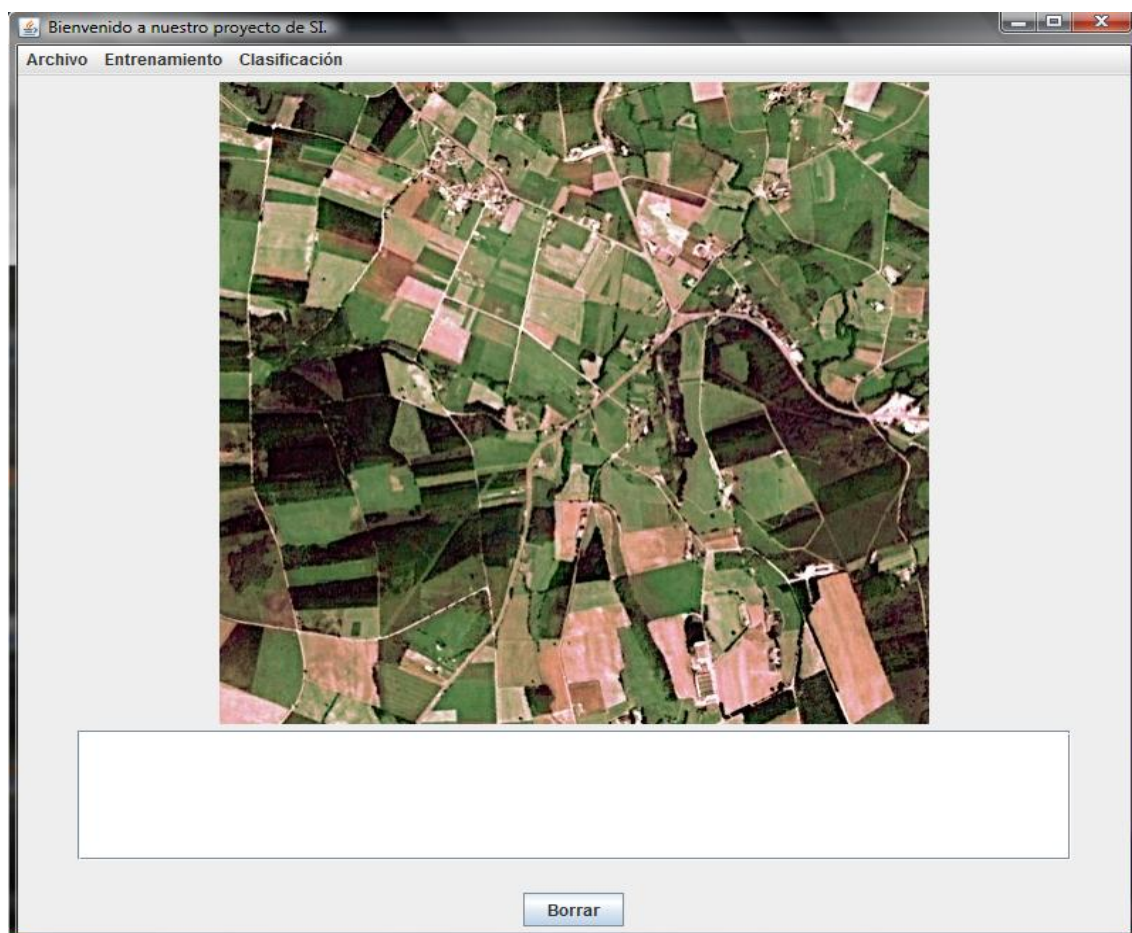 Bienvenido a nuestro proyecto de SI.
Archivo Entrenamiento Clasificación
Borrar